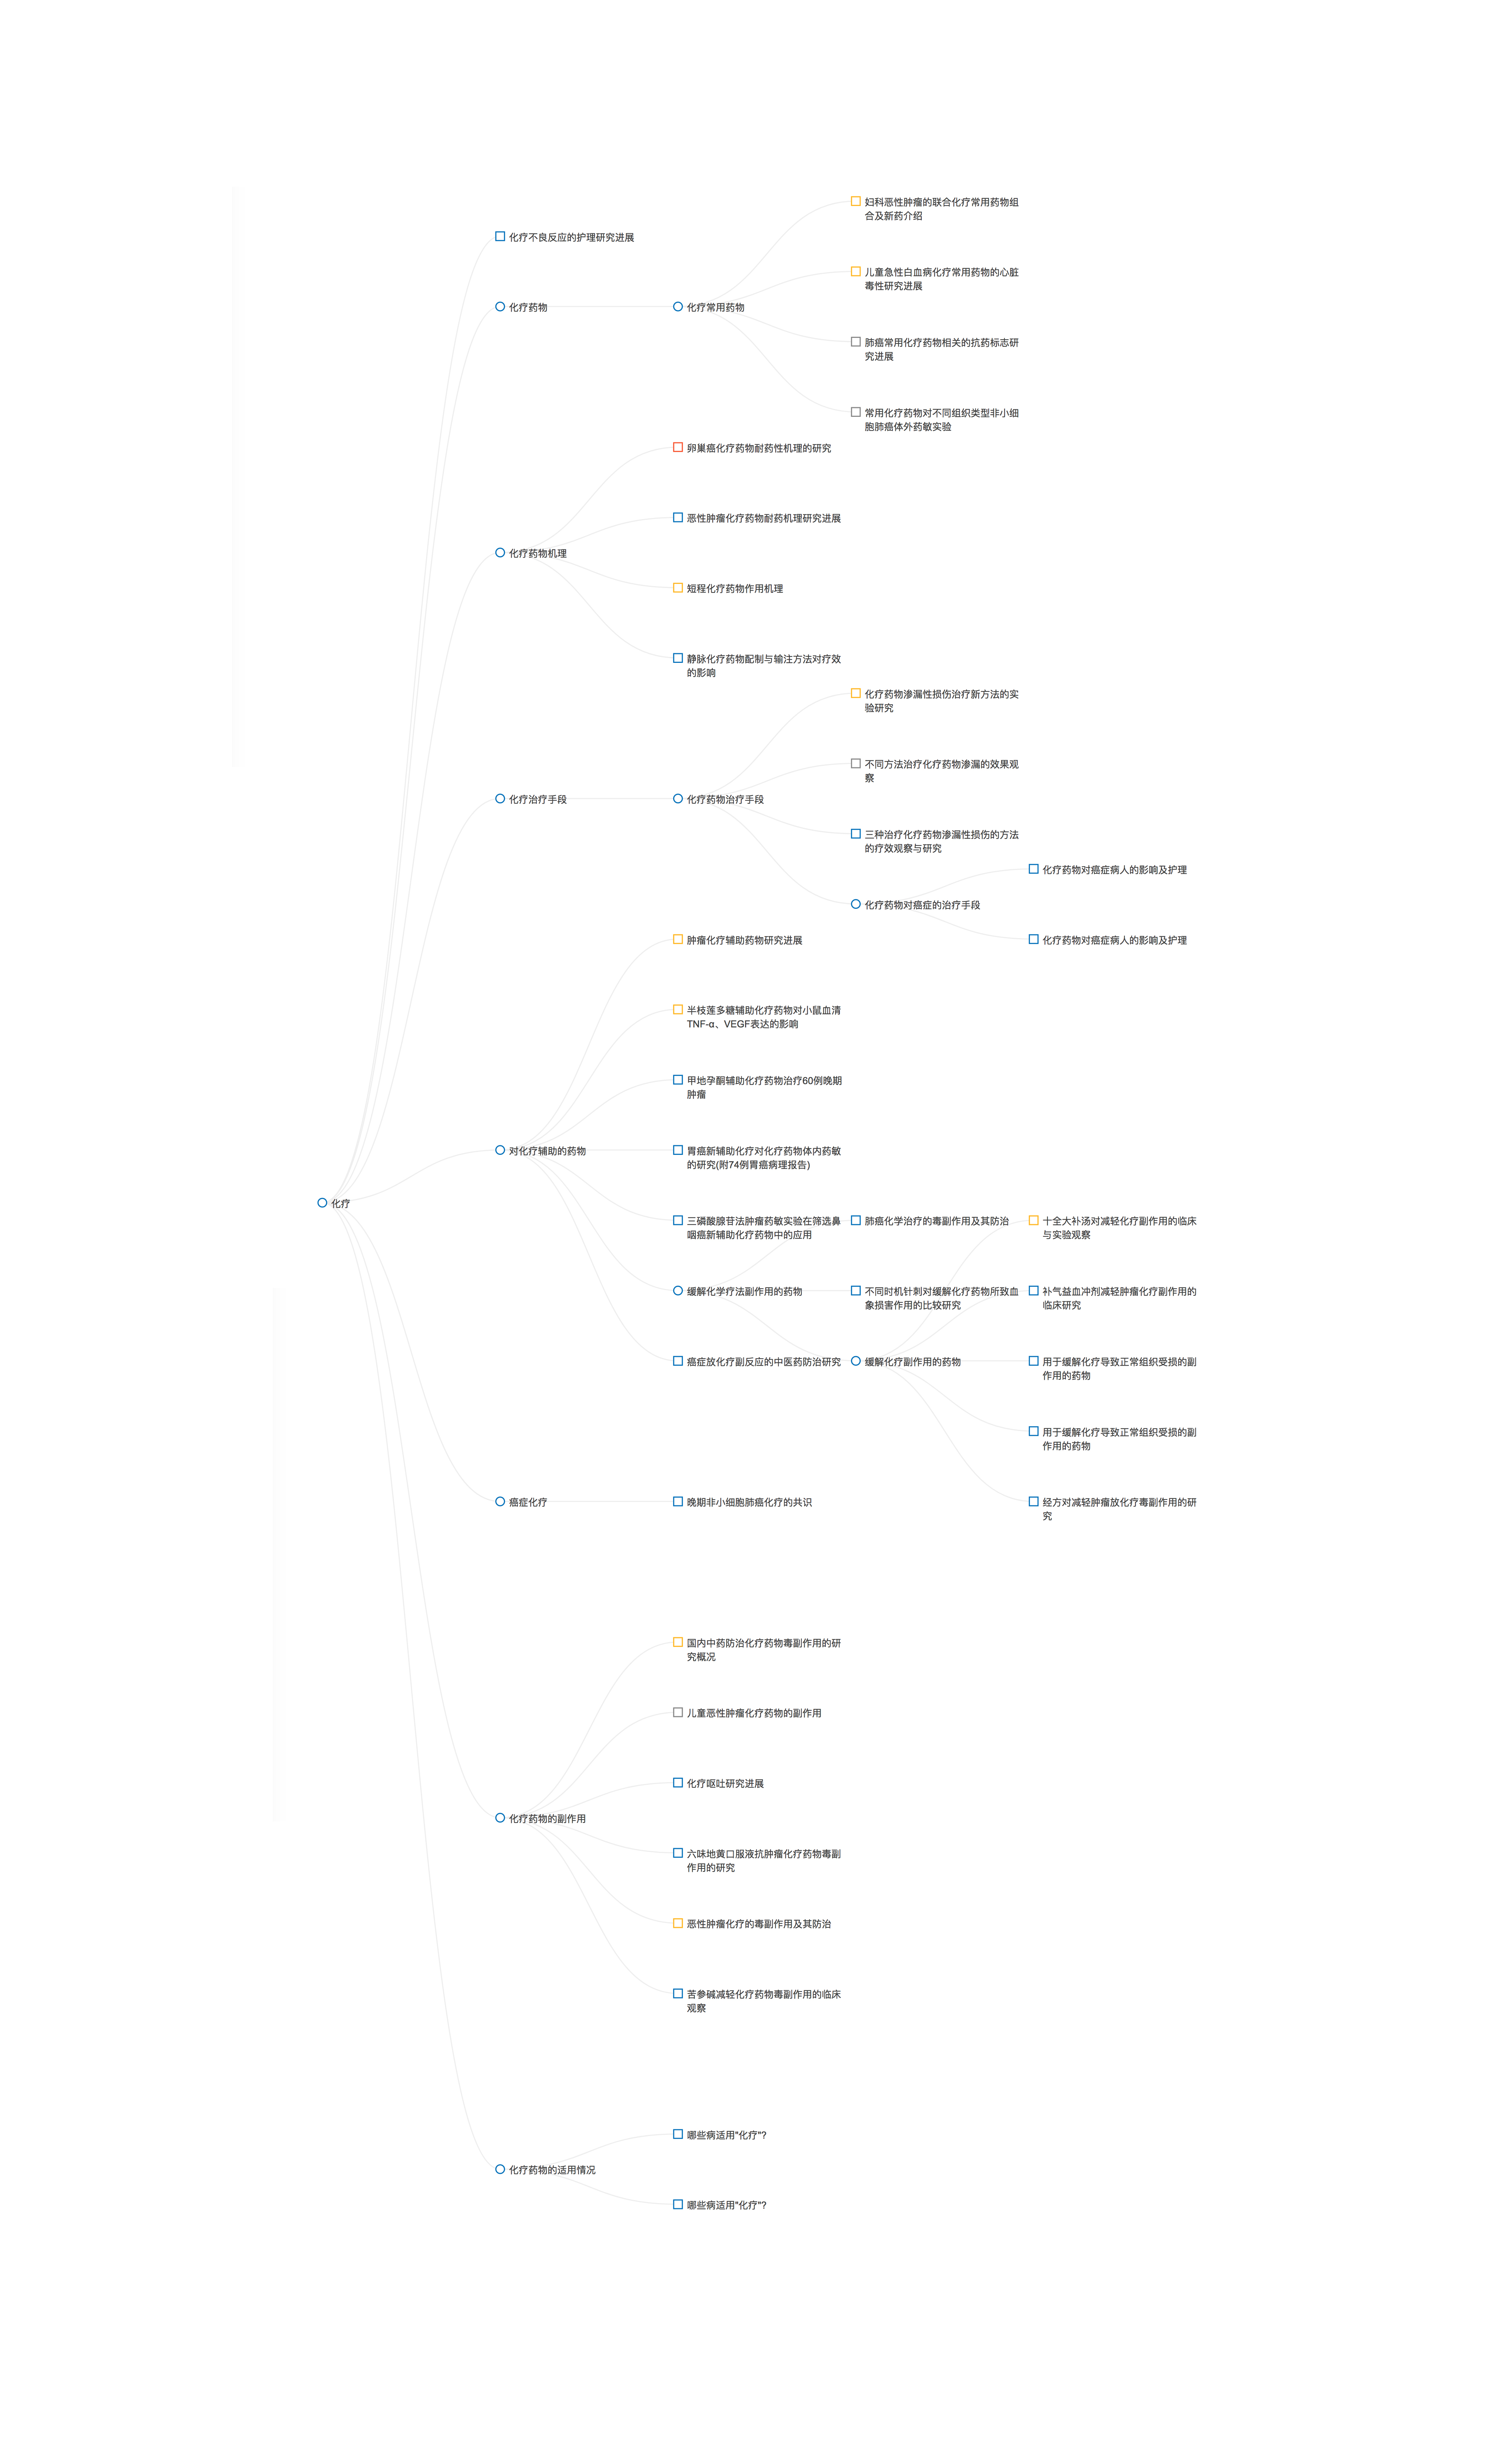 妇科恶性肿瘤的联合化疗常用药物组
合及新药介绍
化疗不良反应的护理研究进展
儿童急性白血病化疗常用药物的心脏
毒性研究进展
化疗药物
化疗常用药物
肺癌常用化疗药物相关的抗药标志研
究进展
常用化疗药物对不同组织类型非小细
胞肺癌体外药敏实验
卵巢癌化疗药物耐药性机理的研究
恶性肿瘤化疗药物耐药机理研究进展
化疗药物机理
短程化疗药物作用机理
静脉化疗药物配制与输注方法对疗效
的影响
化疗药物渗漏性损伤治疗新方法的实
验研究
不同方法治疗化疗药物渗漏的效果观
察
化疗治疗手段
化疗药物治疗手段
三种治疗化疗药物渗漏性损伤的方法
的疗效观察与研究
化疗药物对癌症病人的影响及护理
化疗药物对癌症的治疗手段
肿瘤化疗辅助药物研究进展
化疗药物对癌症病人的影响及护理
半枝莲多糖辅助化疗药物对小鼠血清
TNF-α、VEGF表达的影响
甲地孕酮辅助化疗药物治疗60例晚期
肿瘤
对化疗辅助的药物
胃癌新辅助化疗对化疗药物体内药敏
的研究(附74例胃癌病理报告)
化疗
三磷酸腺苷法肿瘤药敏实验在筛选鼻
咽癌新辅助化疗药物中的应用
肺癌化学治疗的毒副作用及其防治
十全大补汤对减轻化疗副作用的临床
与实验观察
缓解化学疗法副作用的药物
不同时机针刺对缓解化疗药物所致血
象损害作用的比较研究
补气益血冲剂减轻肿瘤化疗副作用的
临床研究
癌症放化疗副反应的中医药防治研究
缓解化疗副作用的药物
用于缓解化疗导致正常组织受损的副
作用的药物
用于缓解化疗导致正常组织受损的副
作用的药物
癌症化疗
晚期非小细胞肺癌化疗的共识
经方对减轻肿瘤放化疗毒副作用的研
究
国内中药防治化疗药物毒副作用的研
究概况
儿童恶性肿瘤化疗药物的副作用
化疗呕吐研究进展
化疗药物的副作用
六味地黄口服液抗肿瘤化疗药物毒副
作用的研究
恶性肿瘤化疗的毒副作用及其防治
苦参碱减轻化疗药物毒副作用的临床
观察
哪些病适用"化疗"?
化疗药物的适用情况
哪些病适用"化疗"?